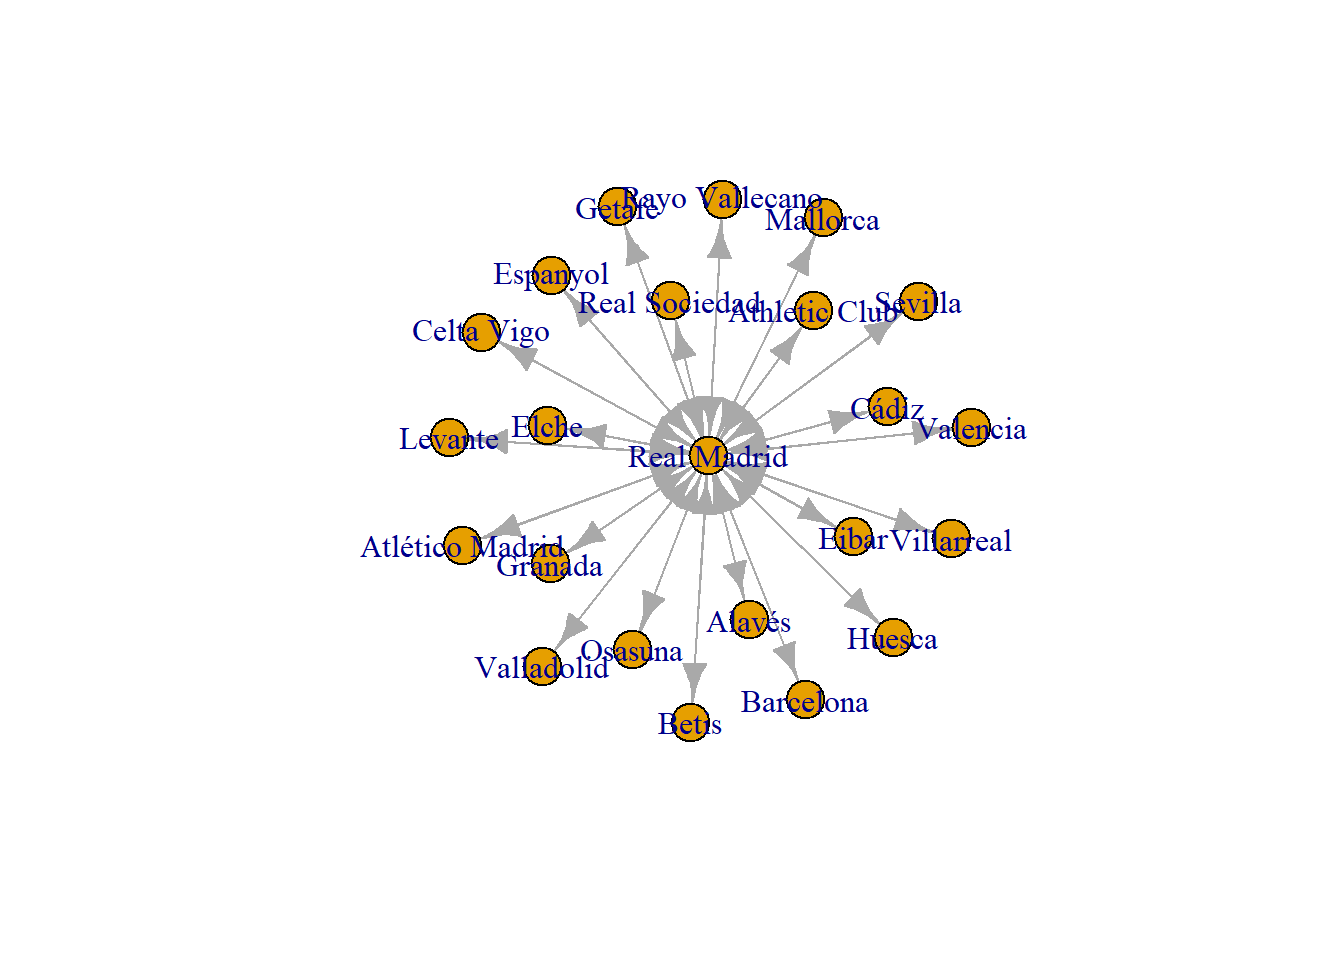 Rayo Vallecano
Getafe
Mallorca
Espanyol
Real Sociedad
Athletic Club
Sevilla
Celta Vigo
Cádiz
Elche
Valencia
Levante
Real Madrid
Eibar
Villarreal
Atlético Madrid
Granada
Alavés
Huesca
Osasuna
Valladolid
Barcelona
Betis